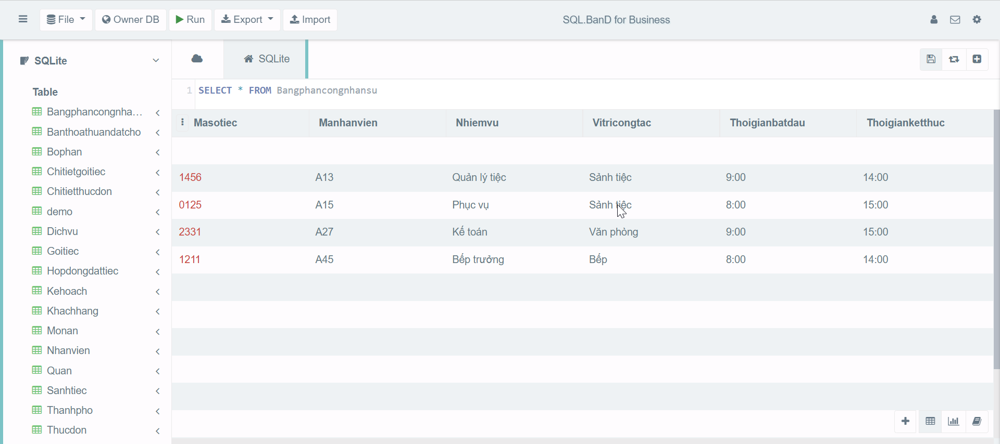 File Owner DB Run Export Import SQL.BanD for Business
SQLite
Table
Bangphancongnha...
Banthoathuandatcho
Bophan
Chitietgoitiec
Chitietthucdon
demo
Dichvu
Goitiec
Hopdongdattiec
Kehoach
Khachhang
Monan
Nhanvien
Quan
Sanhtiec
Thanhpho
Thucdon
SQLite
1 SELECT * FROM Bangphancongnhansu
Masotiec Manhanvien Nhiemvu Vitricongtac Thoigianbatdau Thoigianketthuc
1456 A13 Quản lý tiệc Sảnh tiệc 9:00 14:00
0125 A15 Phục vụ Sảnh tiệc 8:00 15:00
2331 A27 Kế toán Văn phòng 9:00 15:00
1211 A45 Bếp trưởng Bếp 8:00 14:00